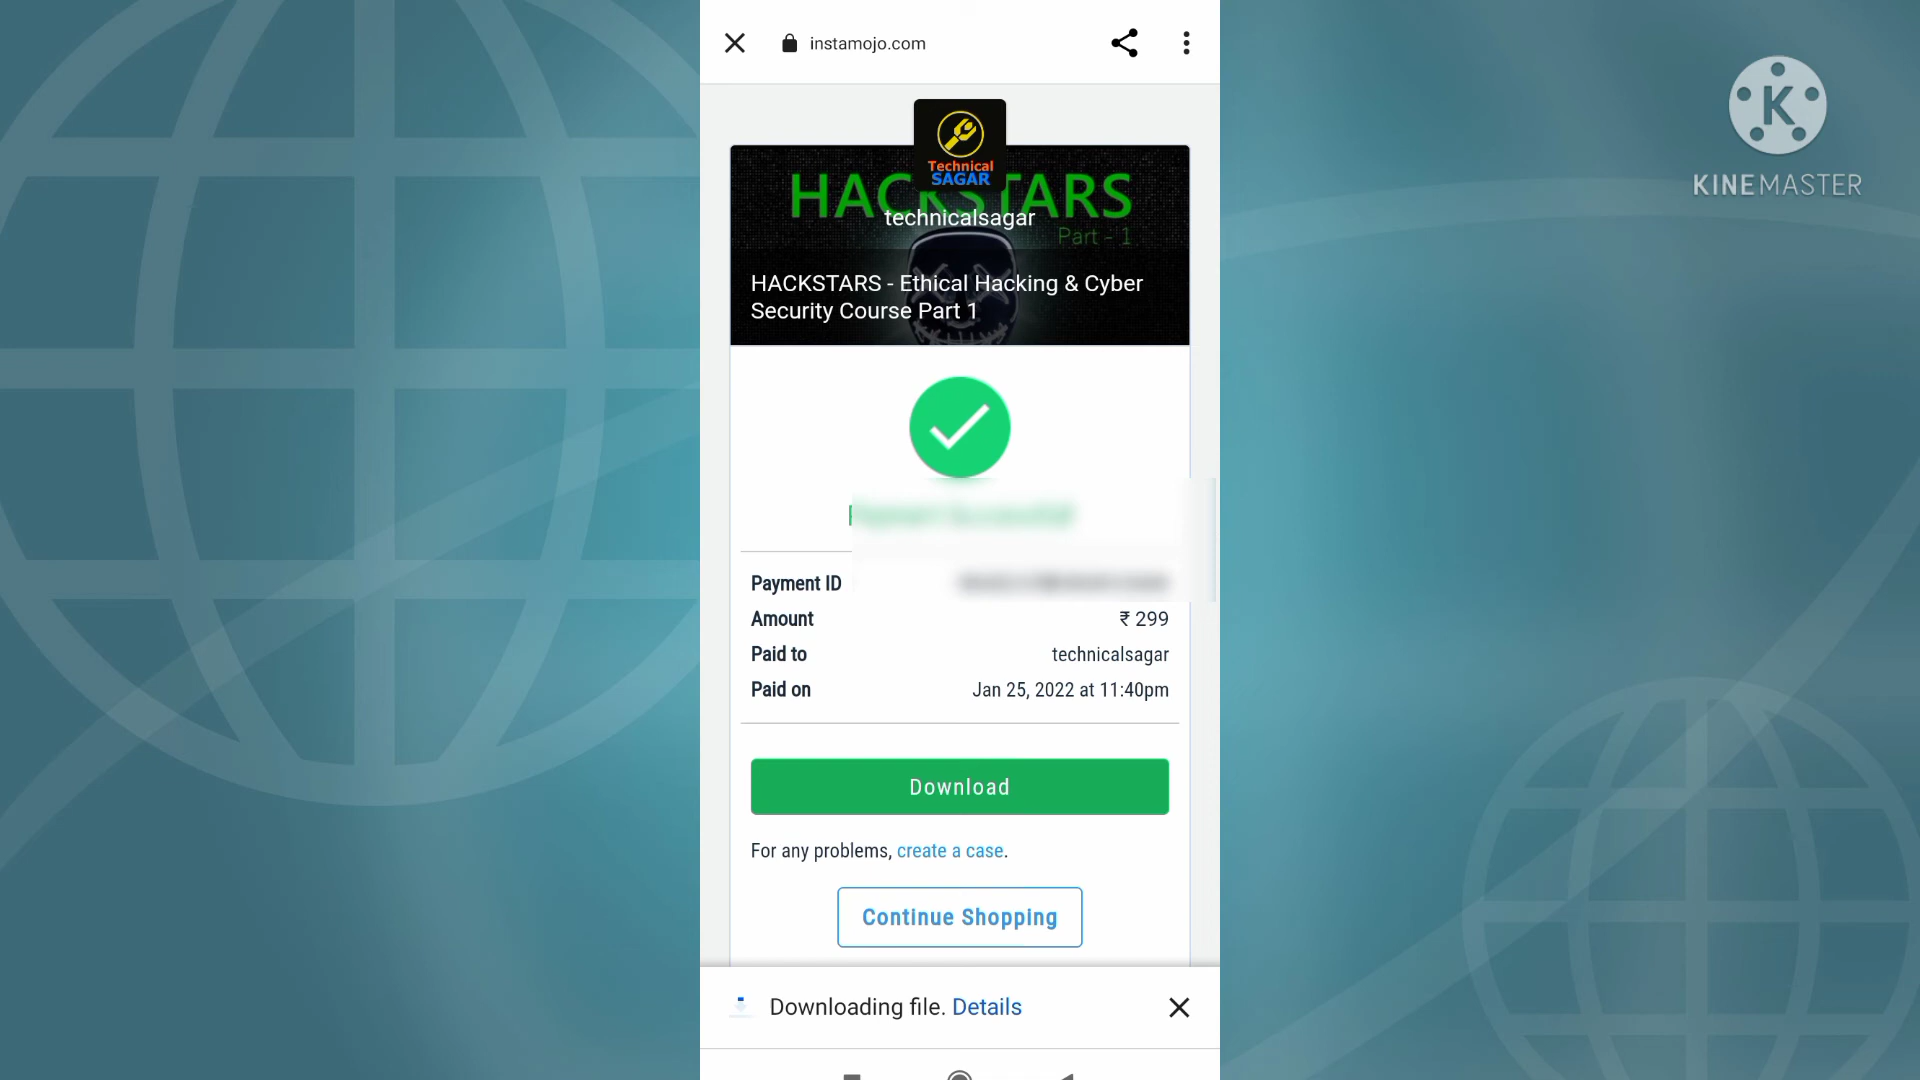 instamojo.com
K
KINEMASTER
Technical
SAGAR
HACKSTARS
technicalsagar
Part - 1
HACKSTARS - Ethical Hacking & Cyber
Security Course Part 1
Payment ID
Amount ₹ 299
Paid to technicalsagar
Paid on Jan 25, 2022 at 11:40pm
Download
For any problems, create a case.
Continue Shopping
Downloading file. Details